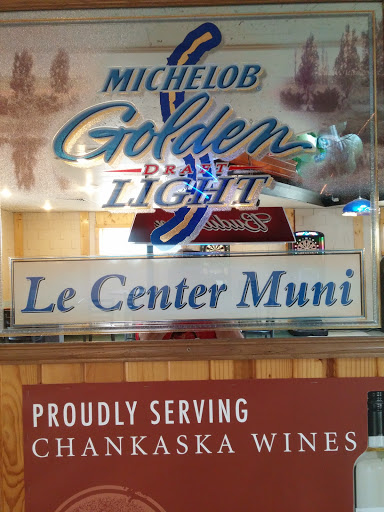 MICHELOB
Golden
DRAFT
LIGHT
Le Center Muni
PROUDLY SERVING
CHANKASKA WINES